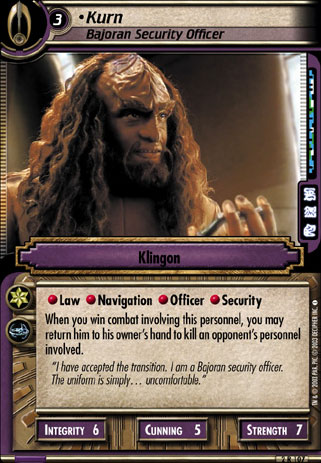 3
•Kurn
Bajoran Security Officer
Klingon
Law Navigation Officer Security
When you win combat involving this personnel, you may
return him to his owner's hand to kill an opponent's personnel
involved.
"I have accepted the transition. I am a Bajoran security officer.
The uniform is simply... uncomfortable."
INTEGRITY 6 CUNNING 5 STRENGTH 7